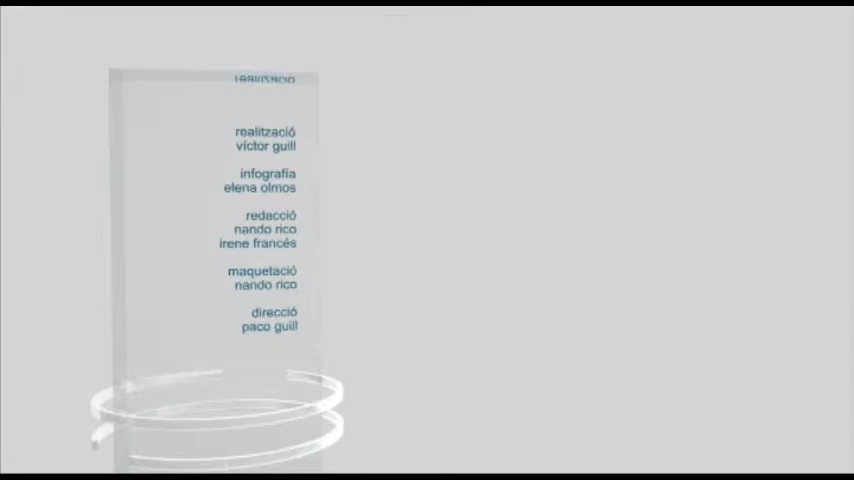 realització
víctor guill
infografía
elena olmos
redacció
nando rico
irene francés
maquetació
nando rico
direcció
paco guill